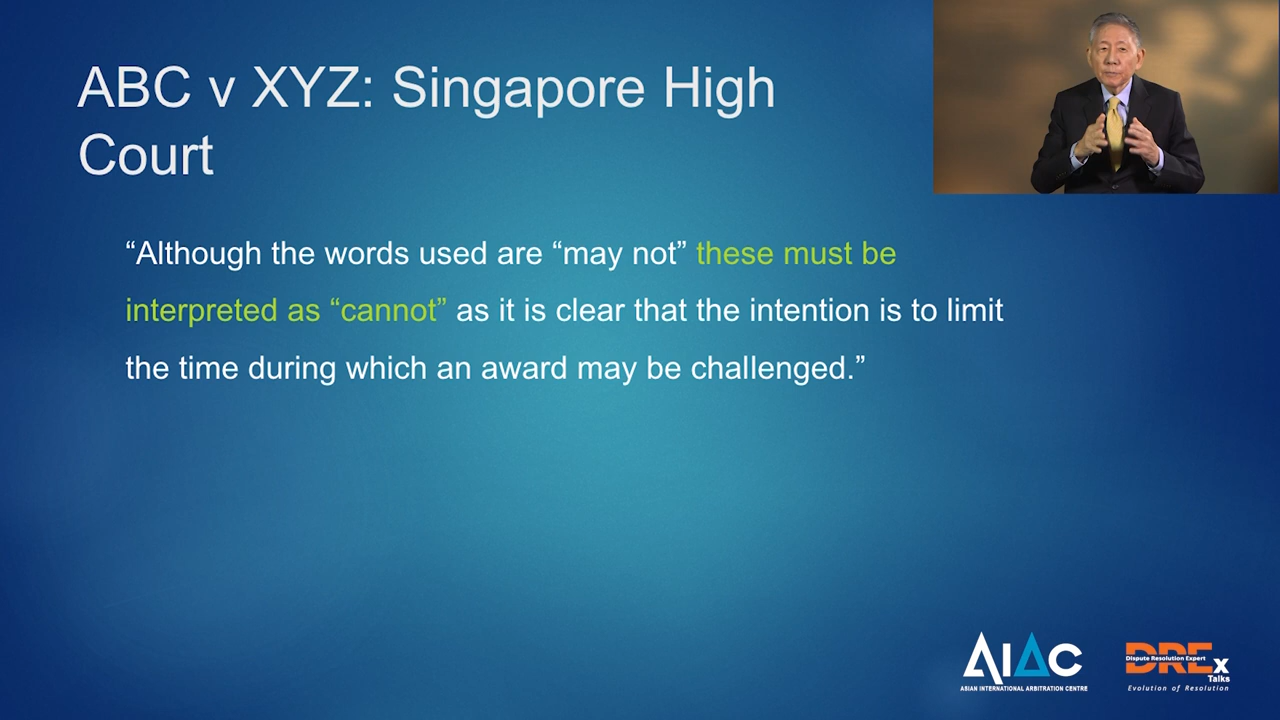 ABC v XYZ: Singapore High
Court
“Although the words used are “may not” these must be
interpreted as “cannot” as it is clear that the intention is to limit
the time during which an award may be challenged.”
AIAC
ASIAN INTERNATIONAL ARBITRATION CENTRE
DREx
Dispute Resolution Expert
Talks
Evolution of Resolution